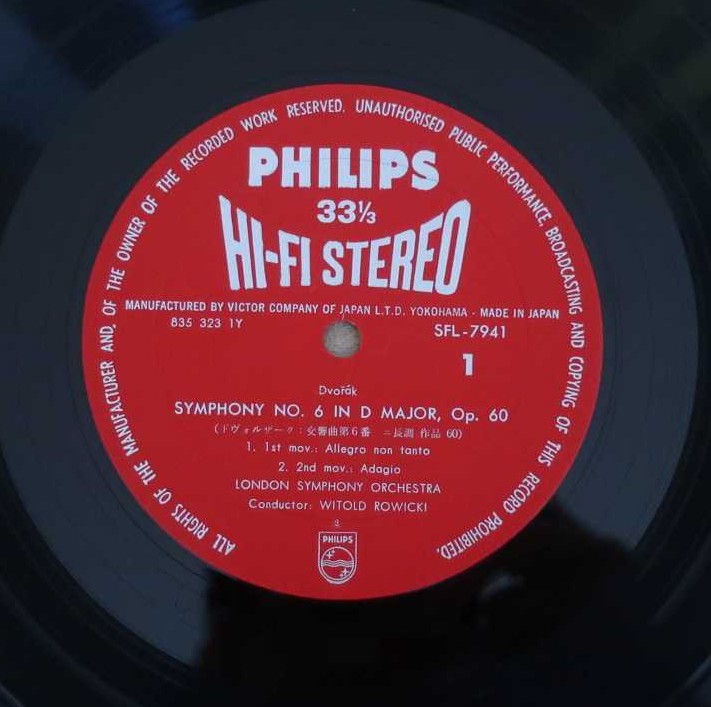 ALL RIGHTS OF THE MANUFACTURER AND, OF THE OWNER OF THE RECORDED WORK RESERVED. UNAUTHORISED PUBLIC PERFORMANCE, BROADCASTING AND COPYING OF THIS RECORD PROHIBITED.
PHILIPS
33⅓
HI-FI STEREO
MANUFACTURED BY VICTOR COMPANY OF JAPAN L.T.D. YOKOHAMA · MADE IN JAPAN
835 323 1Y
SFL-7941
1
Dvořák
SYMPHONY NO. 6 IN D MAJOR, Op. 60
(ドヴォルザーク：交響曲第6番 ニ長調 作品 60)
1. 1st mov.: Allegro non tanto
2. 2nd mov.: Adagio
LONDON SYMPHONY ORCHESTRA
Conductor: WITOLD ROWICKI
PHILIPS